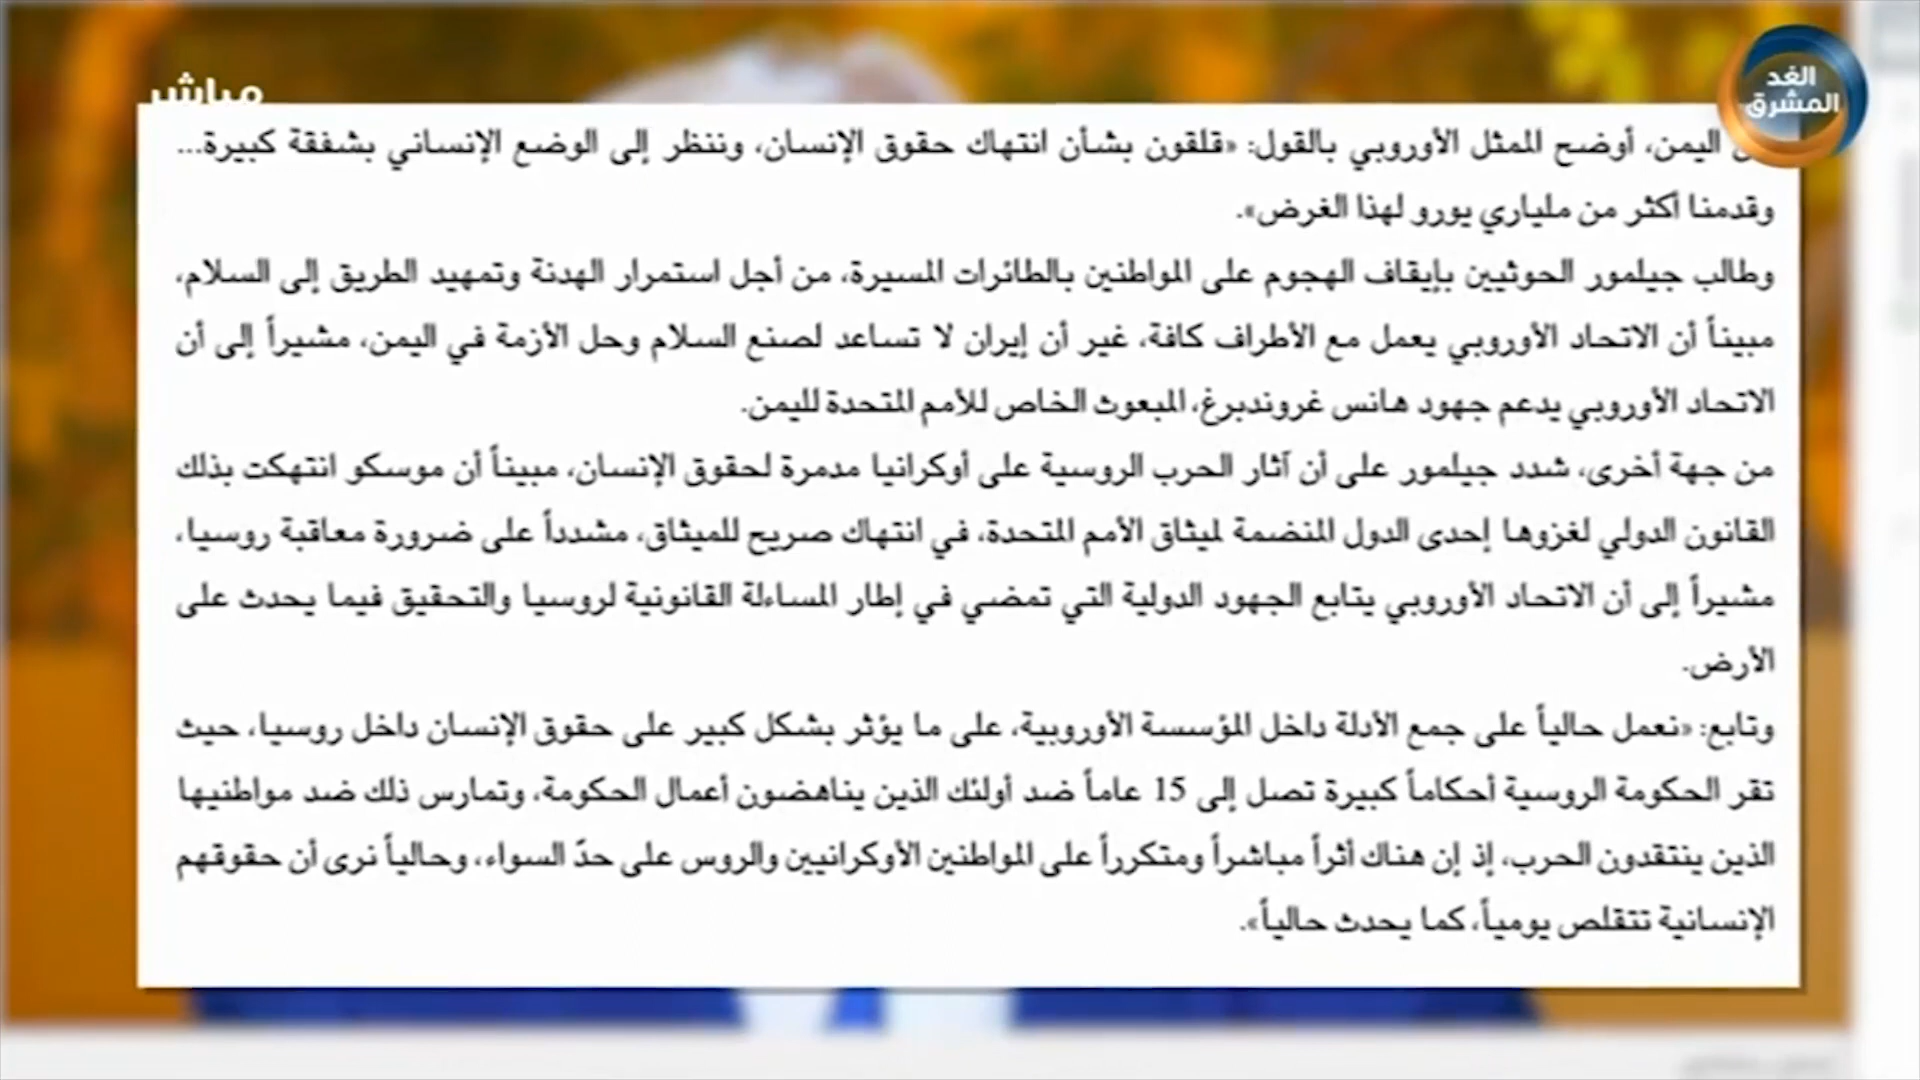 مباشر
الغد
المشرق
اليمن، أوضح الممثل الأوروبي بالقول: «قلقون بشأن انتهاك حقوق الإنسان، وننظر إلى الوضع الإنساني بشفقة كبيرة...
وقدمنا أكثر من ملياري يورو لهذا الغرض».
وطالب جيلمور الحوثيين بإيقاف الهجوم على المواطنين بالطائرات المسيرة، من أجل استمرار الهدنة وتمهيد الطريق إلى السلام،
مبيناً أن الاتحاد الأوروبي يعمل مع الأطراف كافة، غير أن إيران لا تساعد لصنع السلام وحل الأزمة في اليمن، مشيراً إلى أن
الاتحاد الأوروبي يدعم جهود هانس غروندبرغ، المبعوث الخاص للأمم المتحدة لليمن.
من جهة أخرى، شدد جيلمور على أن آثار الحرب الروسية على أوكرانيا مدمرة لحقوق الإنسان، مبيناً أن موسكو انتهكت بذلك
القانون الدولي لغزوها إحدى الدول المنضمة لميثاق الأمم المتحدة، في انتهاك صريح للميثاق، مشدداً على ضرورة معاقبة روسيا،
مشيراً إلى أن الاتحاد الأوروبي يتابع الجهود الدولية التي تمضي في إطار المساءلة القانونية لروسيا والتحقيق فيما يحدث على
الأرض.
وتابع: «نعمل حالياً على جمع الأدلة داخل المؤسسة الأوروبية، على ما يؤثر بشكل كبير على حقوق الإنسان داخل روسيا، حيث
تقر الحكومة الروسية أحكاماً كبيرة تصل إلى 15 عاماً ضد أولئك الذين يناهضون أعمال الحكومة، وتمارس ذلك ضد مواطنيها
الذين ينتقدون الحرب، إذ إن هناك أثراً مباشراً ومتكرراً على المواطنين الأوكرانيين والروس على حدّ السواء، وحالياً نرى أن حقوقهم
الإنسانية تتقلص يومياً، كما يحدث حالياً».